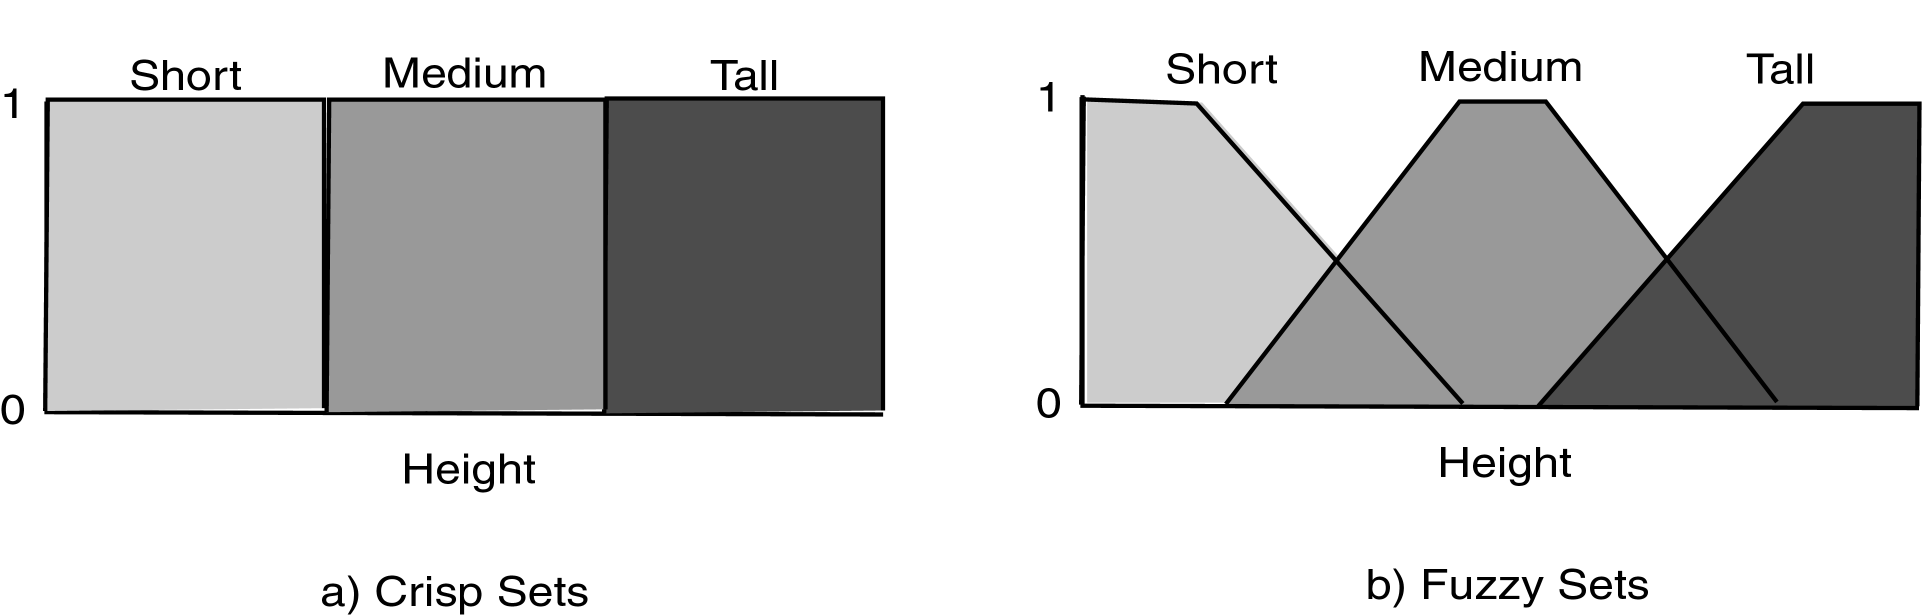 Short Medium Tall
1
0
Height
a) Crisp Sets
Short Medium Tall
1
0
Height
b) Fuzzy Sets